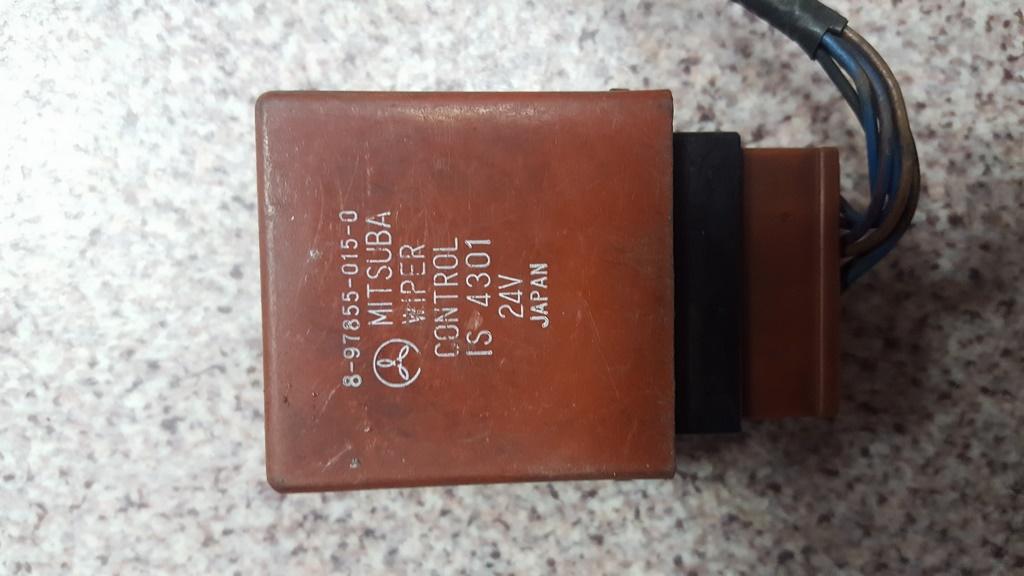 8-97855-015-0
MITSUBA
WIPER
CONTROL
IS 4301
24V
JAPAN